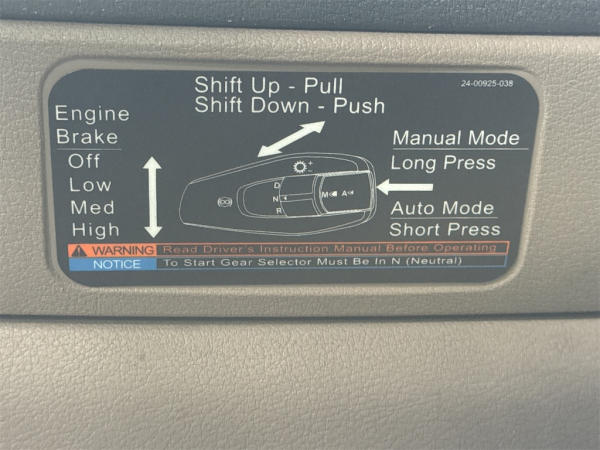 Shift Up - Pull
Shift Down - Push
24-00925-038
Engine
Brake
Off
Low
Med
High
D
N
R
+
-
M
A
Manual Mode
Long Press
Auto Mode
Short Press
WARNING Read Driver's Instruction Manual Before Operating
NOTICE To Start Gear Selector Must Be In N (Neutral)